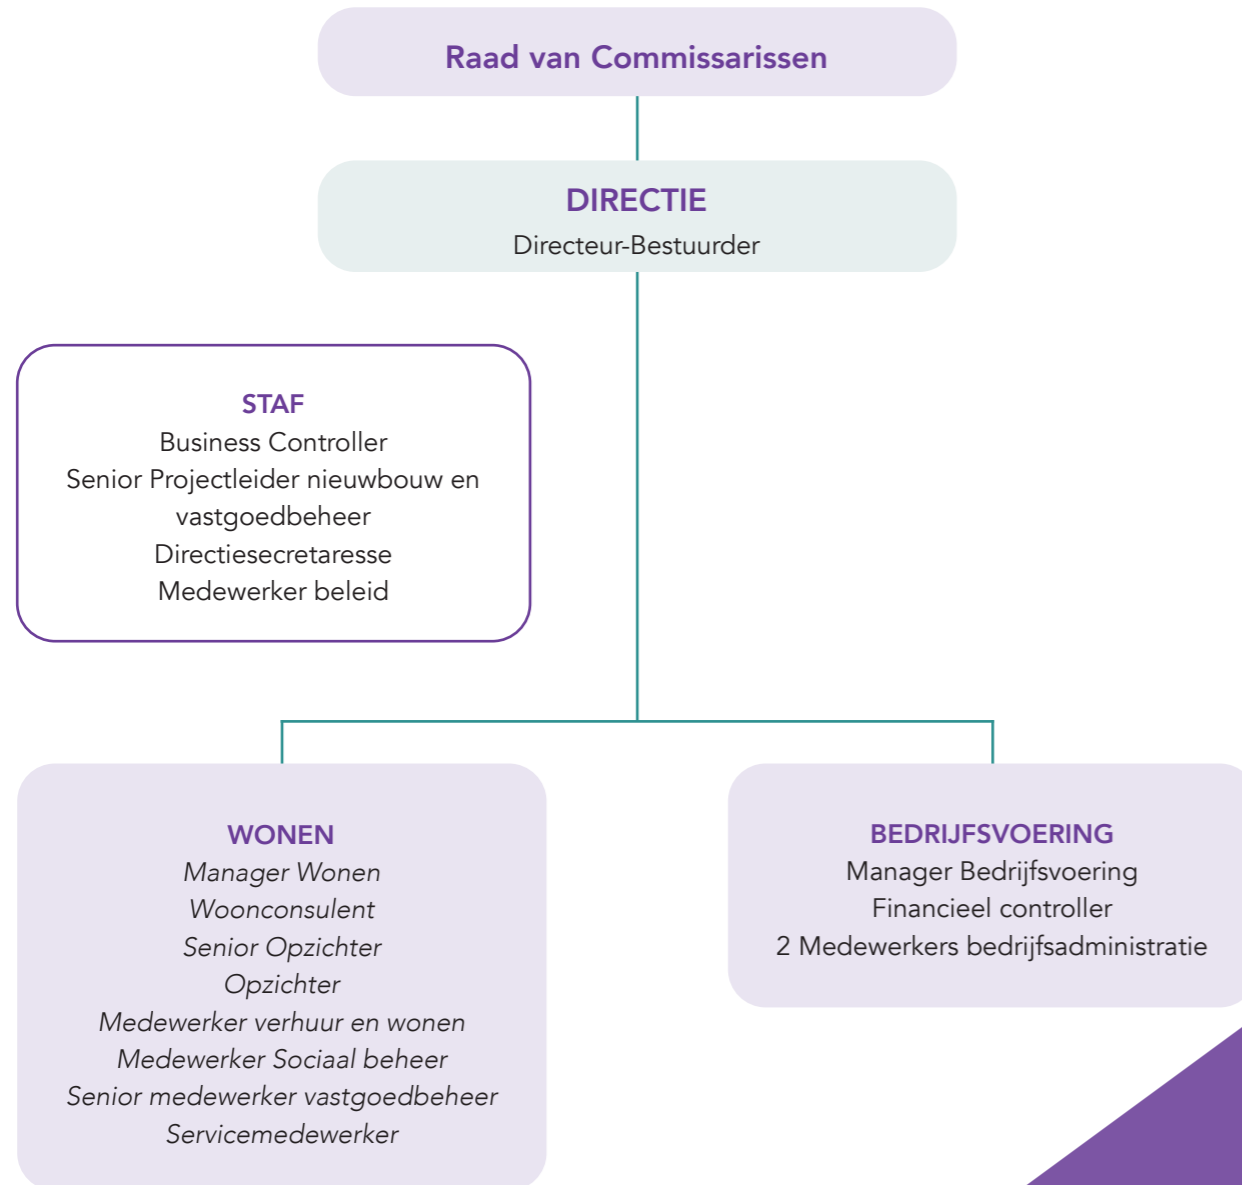 Raad van Commissarissen
DIRECTIE
Directeur-Bestuurder
STAF
Business Controller
Senior Projectleider nieuwbouw en
vastgoedbeheer
Directiesecretaresse
Medewerker beleid
WONEN
Manager Wonen
Woonconsulent
Senior Opzichter
Opzichter
Medewerker verhuur en wonen
Medewerker Sociaal beheer
Senior medewerker vastgoedbeheer
Servicemedewerker
BEDRIJFSVOERING
Manager Bedrijfsvoering
Financieel controller
2 Medewerkers bedrijfsadministratie